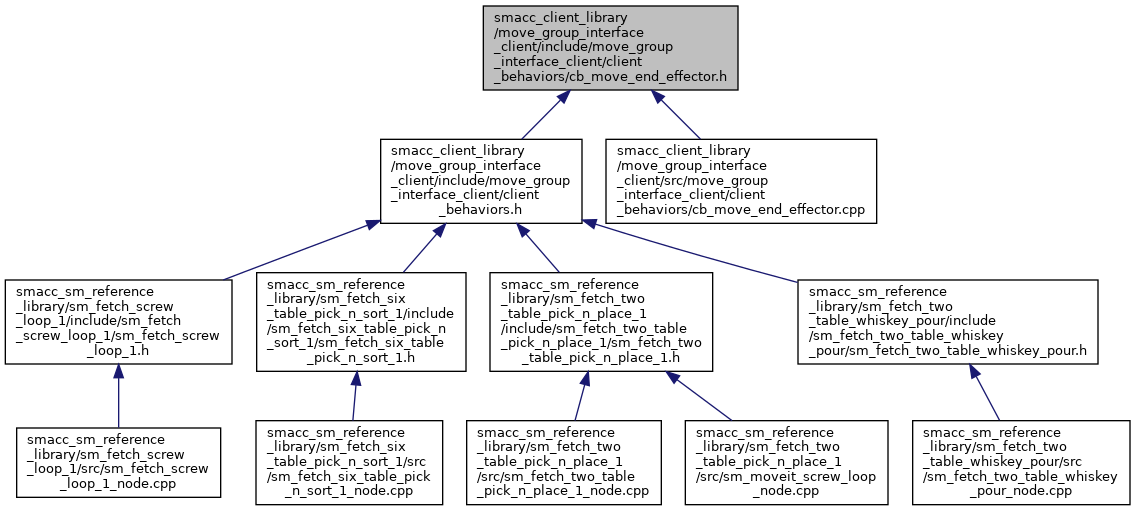 smacc_client_library
/move_group_interface
_client/include/move_group
_interface_client/client
_behaviors/cb_move_end_effector.h
smacc_client_library
/move_group_interface
_client/include/move_group
_interface_client/client
_behaviors.h
smacc_client_library
/move_group_interface
_client/src/move_group
_interface_client/client
_behaviors/cb_move_end_effector.cpp
smacc_sm_reference
_library/sm_fetch_screw
_loop_1/include/sm_fetch
_screw_loop_1/sm_fetch_screw
_loop_1.h
smacc_sm_reference
_library/sm_fetch_six
_table_pick_n_sort_1/include
/sm_fetch_six_table_pick_n
_sort_1/sm_fetch_six_table
_pick_n_sort_1.h
smacc_sm_reference
_library/sm_fetch_two
_table_pick_n_place_1
/include/sm_fetch_two_table
_pick_n_place_1/sm_fetch_two
_table_pick_n_place_1.h
smacc_sm_reference
_library/sm_fetch_two
_table_whiskey_pour/include
/sm_fetch_two_table_whiskey
_pour/sm_fetch_two_table_whiskey_pour.h
smacc_sm_reference
_library/sm_fetch_screw
_loop_1/src/sm_fetch_screw
_loop_1_node.cpp
smacc_sm_reference
_library/sm_fetch_six
_table_pick_n_sort_1/src
/sm_fetch_six_table_pick
_n_sort_1_node.cpp
smacc_sm_reference
_library/sm_fetch_two
_table_pick_n_place_1
/src/sm_fetch_two_table
_pick_n_place_1_node.cpp
smacc_sm_reference
_library/sm_fetch_two
_table_pick_n_place_1
/src/sm_moveit_screw_loop
_node.cpp
smacc_sm_reference
_library/sm_fetch_two
_table_whiskey_pour/src
/sm_fetch_two_table_whiskey
_pour_node.cpp